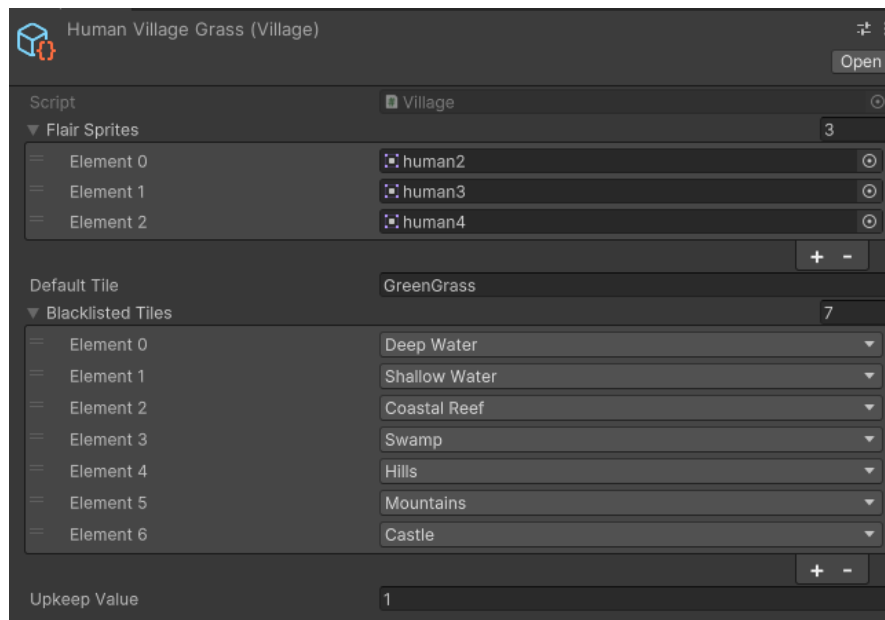 Human Village Grass (Village)
Open
Script Village
Flair Sprites 3
Element 0 human2
Element 1 human3
Element 2 human4
+ -
Default Tile GreenGrass
Blacklisted Tiles 7
Element 0 Deep Water
Element 1 Shallow Water
Element 2 Coastal Reef
Element 3 Swamp
Element 4 Hills
Element 5 Mountains
Element 6 Castle
+ -
Upkeep Value 1